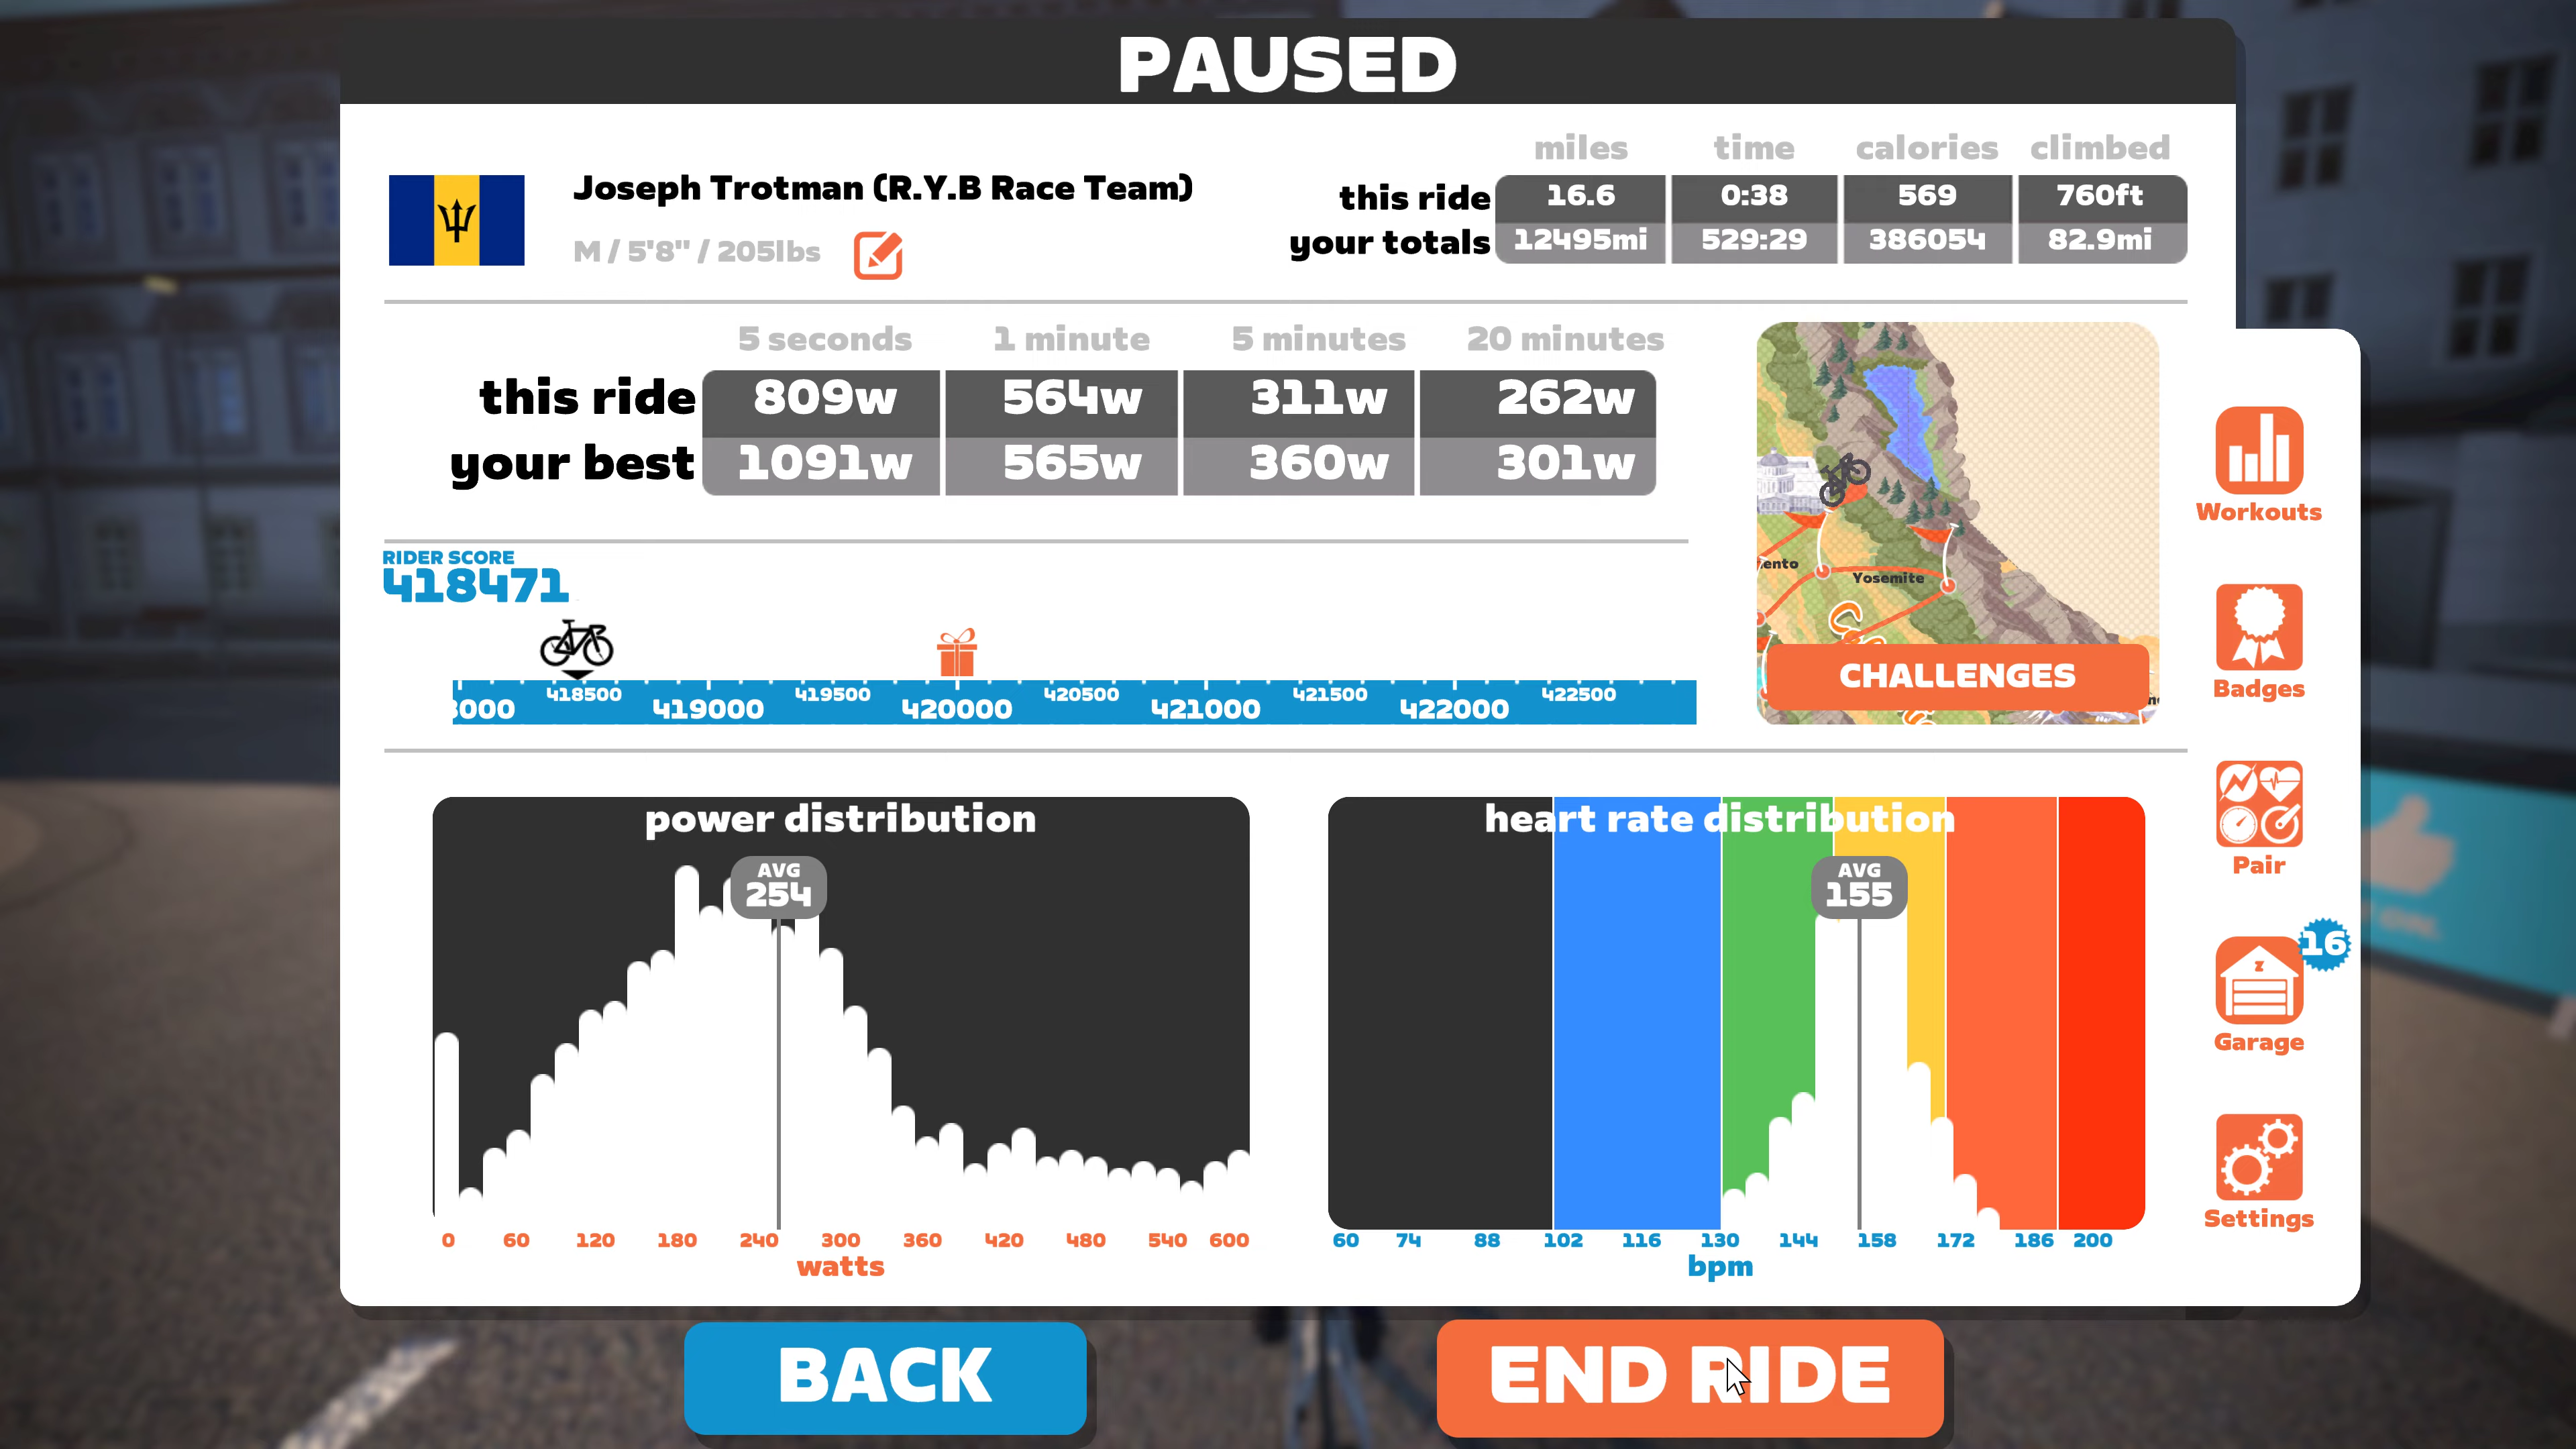 PAUSED
miles time calories climbed
Joseph Trotman (R.Y.B Race Team)
M / 5'8" / 205lbs
this ride 16.6 0:38 569 760ft
your totals 12495mi 529:29 386054 82.9mi
5 seconds 1 minute 5 minutes 20 minutes
this ride 809w 564w 311w 262w
your best 1091w 565w 360w 301w
RIDER SCORE
418471
418500 419500 420500 421500 422500
3000 419000 420000 421000 422000
ento
Yosemite
CHALLENGES
Workouts
Badges
Pair
16
Z
Garage
Settings
power distribution
AVG
254
0 60 120 180 240 300 360 420 480 540 600
watts
heart rate distribution
AVG
155
60 74 88 102 116 130 144 158 172 186 200
bpm
BACK
END RIDE